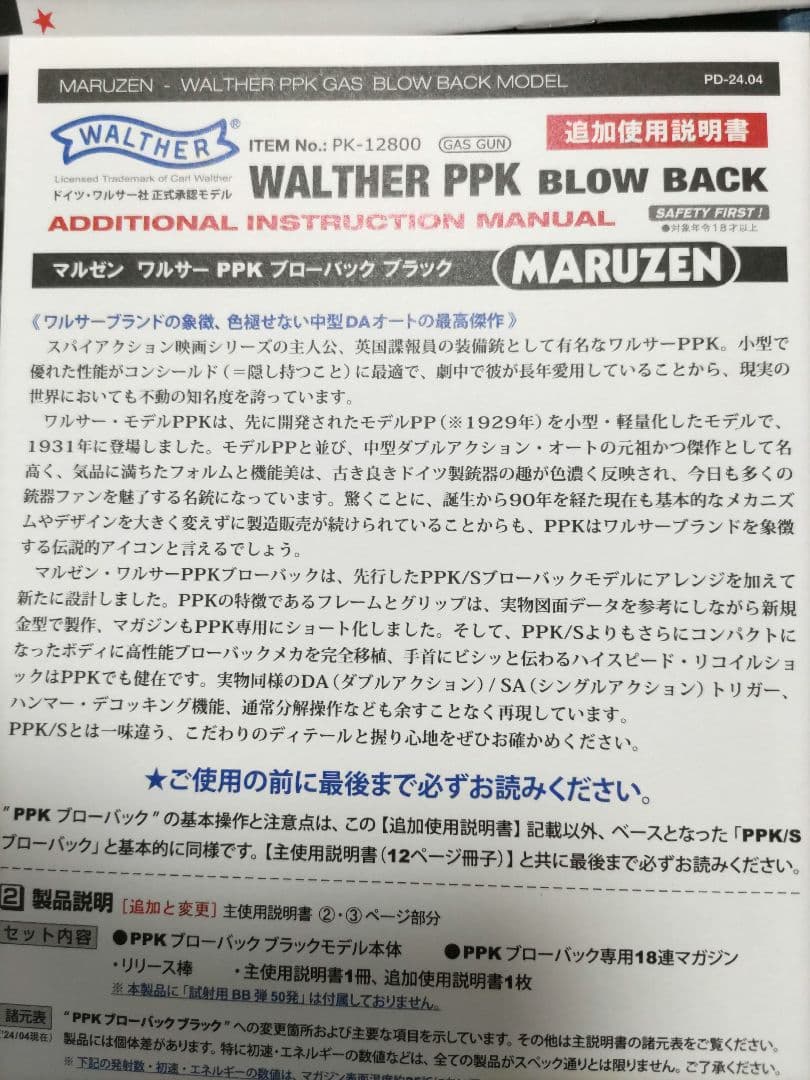 MARUZEN - WALTHER PPK GAS BLOW BACK MODEL PD-24.04
WALTHER® ITEM No.: PK-12800 GAS GUN 追加使用説明書
Licensed Trademark of Carl Walther
ドイツ・ワルサー社 正式承認モデル
WALTHER PPK BLOW BACK
ADDITIONAL INSTRUCTION MANUAL SAFETY FIRST!
●対象年令18才以上
マルゼン ワルサー PPK ブローバック ブラック MARUZEN
《 ワルサーブランドの象徴、色褪せない中型DAオートの最高傑作 》
スパイアクション映画シリーズの主人公、英国諜報員の装備銃として有名なワルサーPPK。小型で
優れた性能がコンシールド（＝隠し持つこと）に最適で、劇中で彼が長年愛用していることから、現実の
世界においても不動の知名度を誇っています。
ワルサー・モデルPPKは、先に開発されたモデルPP（※1929年）を小型・軽量化したモデルで、
1931年に登場しました。モデルPPと並び、中型ダブルアクション・オートの元祖かつ傑作として名
高く、気品に満ちたフォルムと機能美は、古き良きドイツ製銃器の趣が色濃く反映され、今日も多くの
銃器ファンを魅了する名銃になっています。驚くことに、誕生から90年を経た現在も基本的なメカニズ
ムやデザインを大きく変えずに製造販売が続けられていることからも、PPKはワルサーブランドを象徴
する伝説的アイコンと言えるでしょう。
マルゼン・ワルサーPPKブローバックは、先行したPPK/Sブローバックモデルにアレンジを加えて
新たに設計しました。PPKの特徴であるフレームとグリップは、実物図面データを参考にしながら新規
金型で製作、マガジンもPPK専用にショート化しました。そして、PPK/Sよりもさらにコンパクトに
なったボディに高性能ブローバックメカを完全移植、手首にビシッと伝わるハイスピード・リコイルショ
ックはPPKでも健在です。実物同様のDA（ダブルアクション）/ SA（シングルアクション）トリガー、
ハンマー・デコッキング機能、通常分解操作なども余すことなく再現しています。
PPK/Sとは一味違う、こだわりのディテールと握り心地をぜひお確かめください。
★ご使用の前に最後まで必ずお読みください。
"PPK ブローバック"の基本操作と注意点は、この【追加使用説明書】記載以外、ベースとなった「PPK/S
ブローバック」と基本的に同様です。【主使用説明書（12ページ冊子）】と共に最後まで必ずお読みください。
2 製品説明 [追加と変更] 主使用説明書 ②・③ページ部分
セット内容 ●PPK ブローバック ブラックモデル本体 ●PPK ブローバック専用18連マガジン
・リリース棒 ・主使用説明書1冊、追加使用説明書1枚
※ 本製品に「試射用 BB 弾 50発」は付属しておりません。
諸元表 "PPK ブローバック ブラック" への変更箇所および主要な項目を示しています。その他は主説明書の諸元表をご覧ください。
('24/04現在) 製品には個体差があります。特に初速・エネルギーの数値などは、全ての製品がスペック通りとは限りません。ご了承ください。
※ 下記の発射数・初速・エネルギーの数値は、マガジン表面温度約